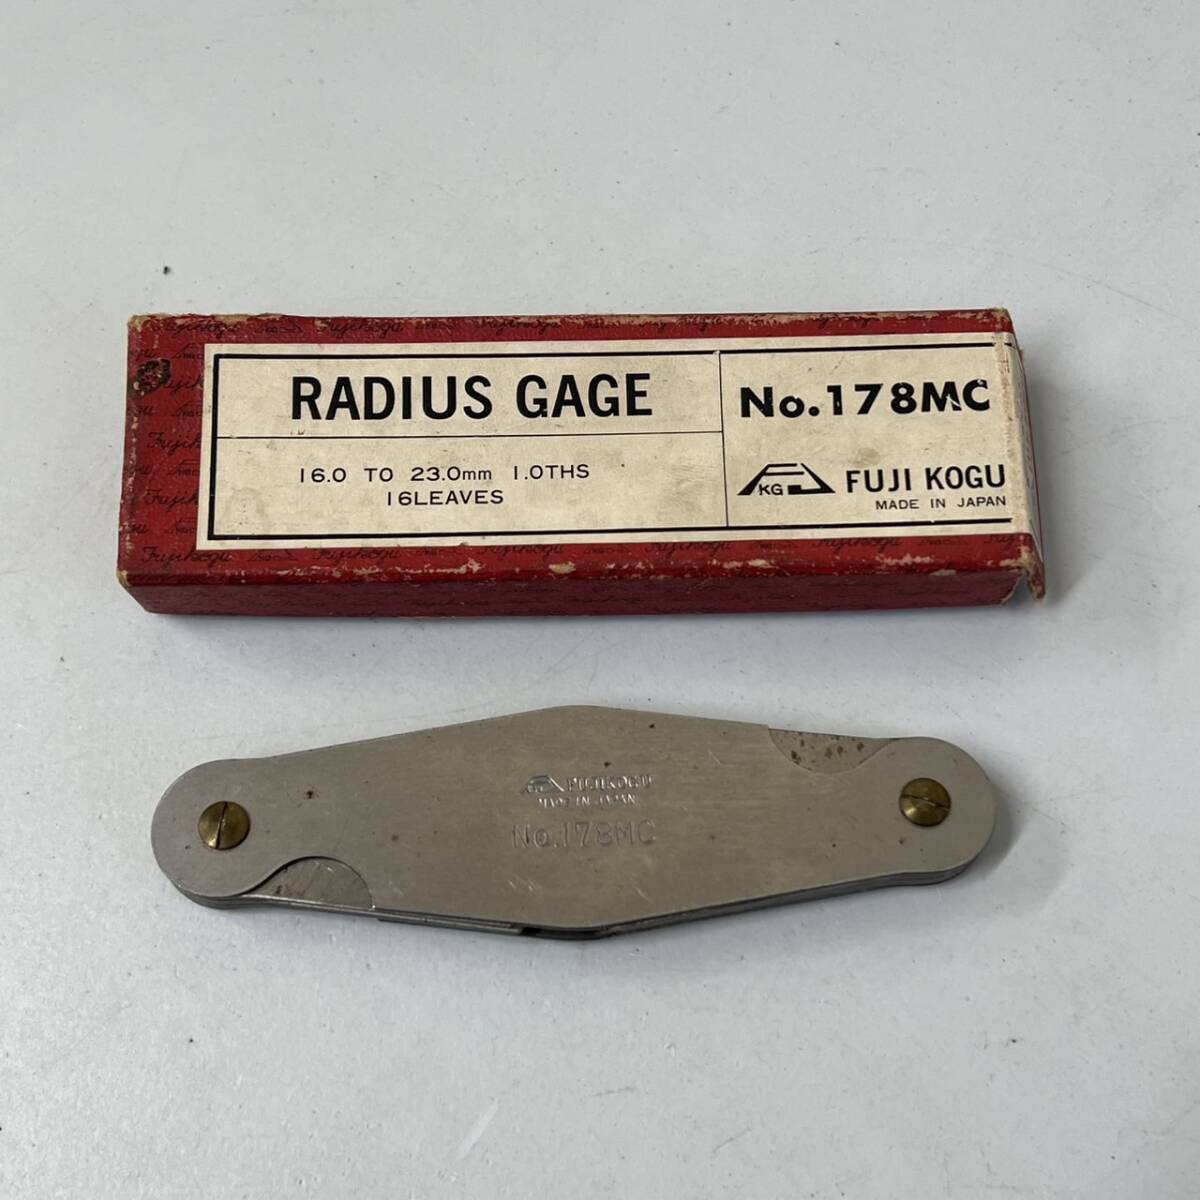 RADIUS GAGE
16.0 TO 23.0mm 1.0THS
16LEAVES
No.178MC
FKG FUJI KOGU
MADE IN JAPAN
FUJIKOGU
MADE IN JAPAN
No.178MC